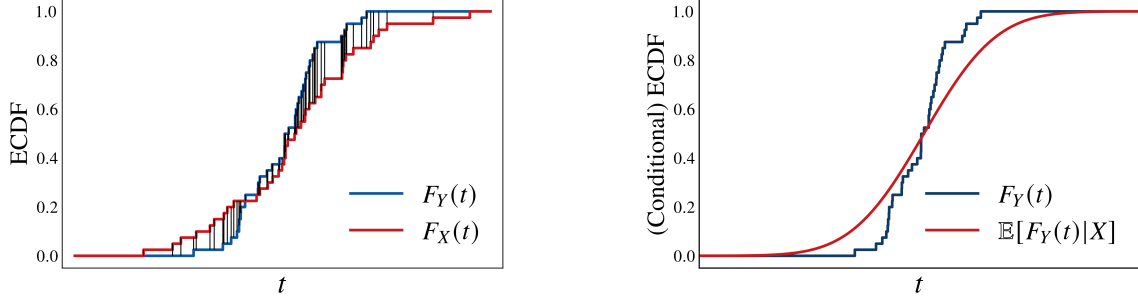 1.0
0.8
0.6
0.4
0.2
0.0
ECDF
F_Y(t)
F_X(t)
t
1.0
0.8
0.6
0.4
0.2
0.0
(Conditional) ECDF
F_Y(t)
𝔼[F_Y(t)|X]
t